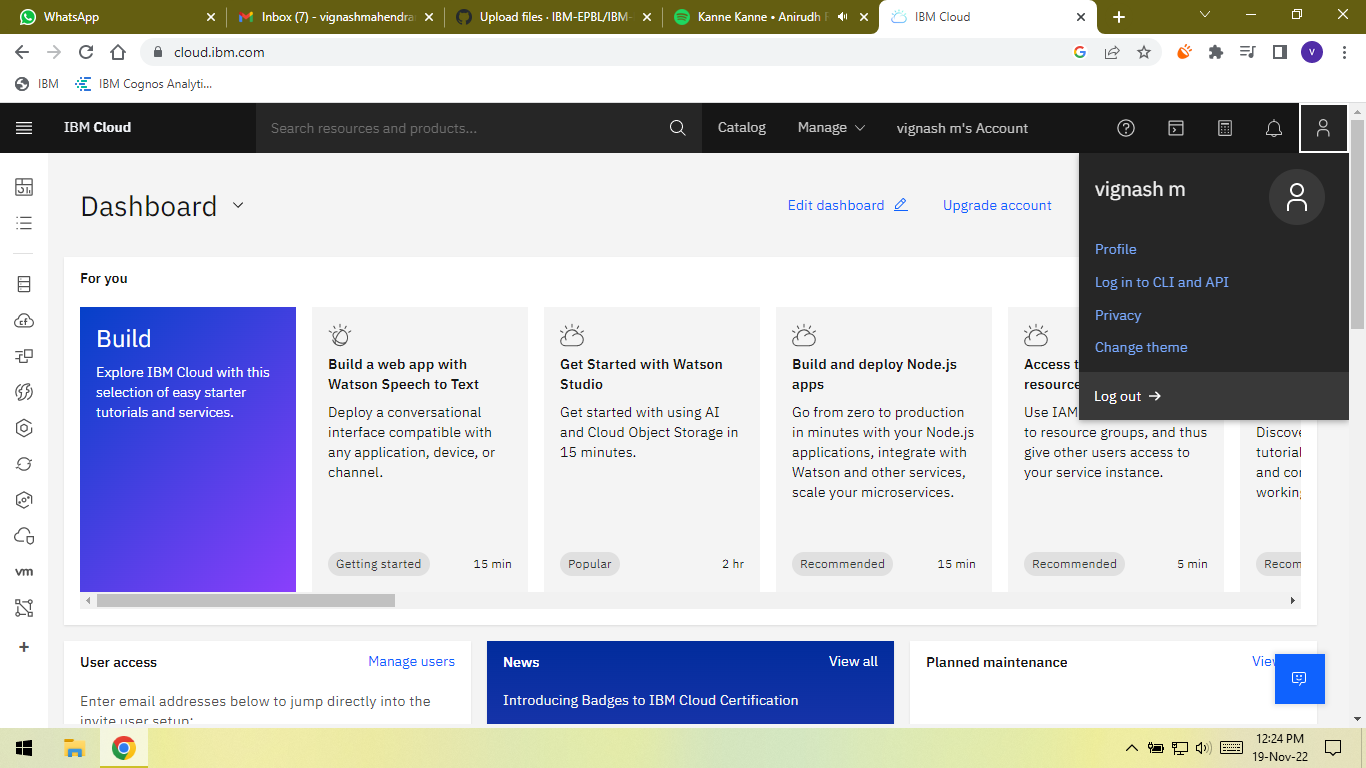 WhatsApp
Inbox (7) - vignashmahendra
Upload files · IBM-EPBL/IBM-
Kanne Kanne • Anirudh R
IBM Cloud
cloud.ibm.com
V
IBM
IBM Cognos Analyti...
IBM Cloud
Search resources and products...
Catalog
Manage
vignash m's Account
vignash m
Profile
Log in to CLI and API
Privacy
Change theme
Log out
Dashboard
Edit dashboard
Upgrade account
For you
Build
Explore IBM Cloud with this
selection of easy starter
tutorials and services.
Build a web app with
Watson Speech to Text
Deploy a conversational
interface compatible with
any application, device, or
channel.
Getting started
15 min
Get Started with Watson
Studio
Get started with using AI
and Cloud Object Storage in
15 minutes.
Popular
2 hr
Build and deploy Node.js
apps
Go from zero to production
in minutes with your Node.js
applications, integrate with
Watson and other services,
scale your microservices.
Recommended
15 min
Access t
resource
Use IAM
to resource groups, and thus
give other users access to
your service instance.
Recommended
5 min
Discove
tutorial
and co
working
Recom
vm
User access
Manage users
Enter email addresses below to jump directly into the
invite user setup:
News
View all
Introducing Badges to IBM Cloud Certification
Planned maintenance
View
12:24 PM
19-Nov-22